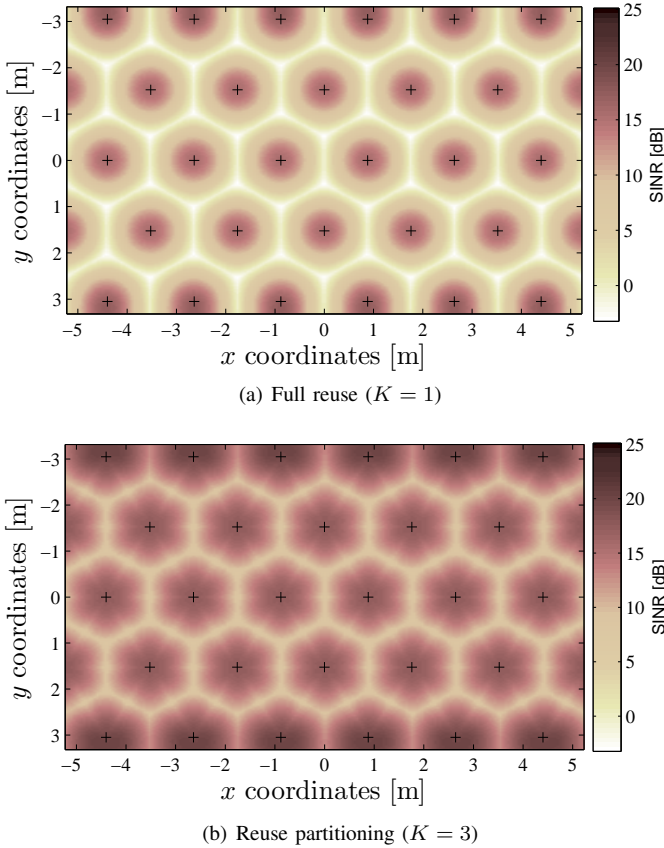 −3
−2
−1
0
1
2
3
y coordinates [m]
−5 −4 −3 −2 −1 0 1 2 3 4 5
x coordinates [m]
25
20
15
10
5
0
SINR [dB]
(a) Full reuse (K = 1)
−3
−2
−1
0
1
2
3
y coordinates [m]
−5 −4 −3 −2 −1 0 1 2 3 4 5
x coordinates [m]
25
20
15
10
5
0
SINR [dB]
(b) Reuse partitioning (K = 3)